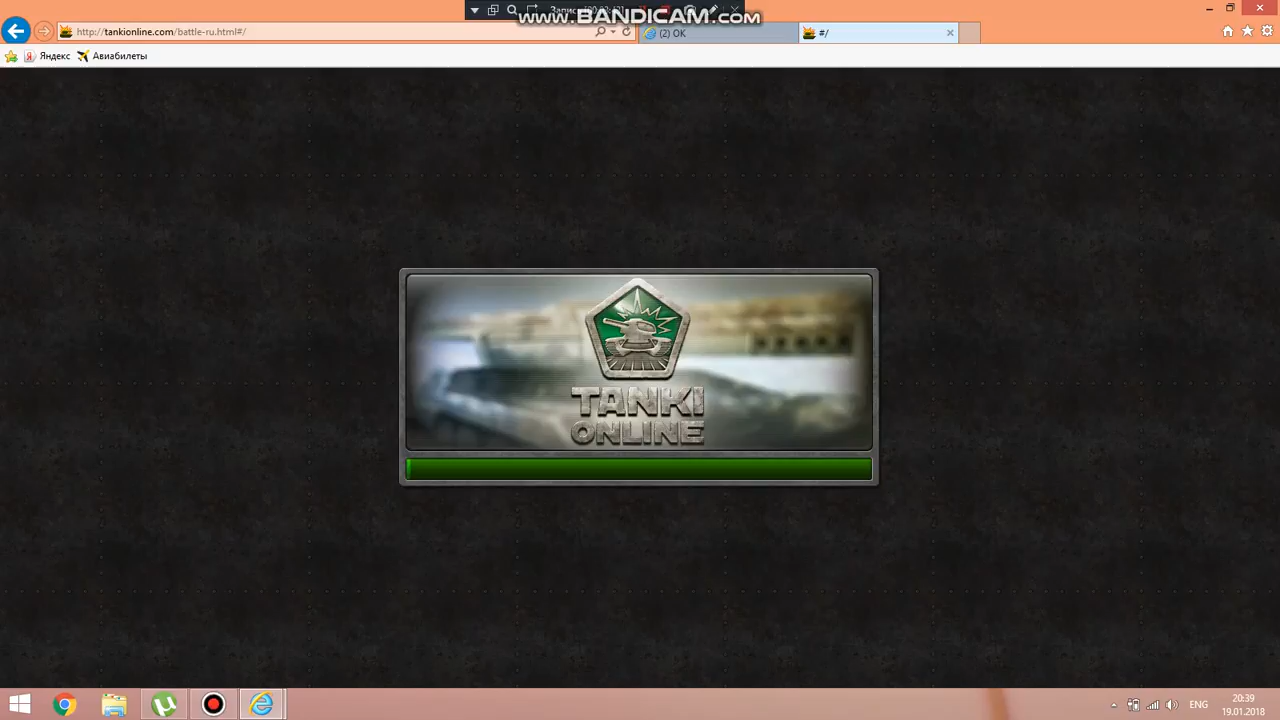 www.BANDICAM.com
http://tankionline.com/battle-ru.html#/
(2) OK
#/
Яндекс
Авиабилеты
TANKI
ONLINE
ENG
20:39
19.01.2018